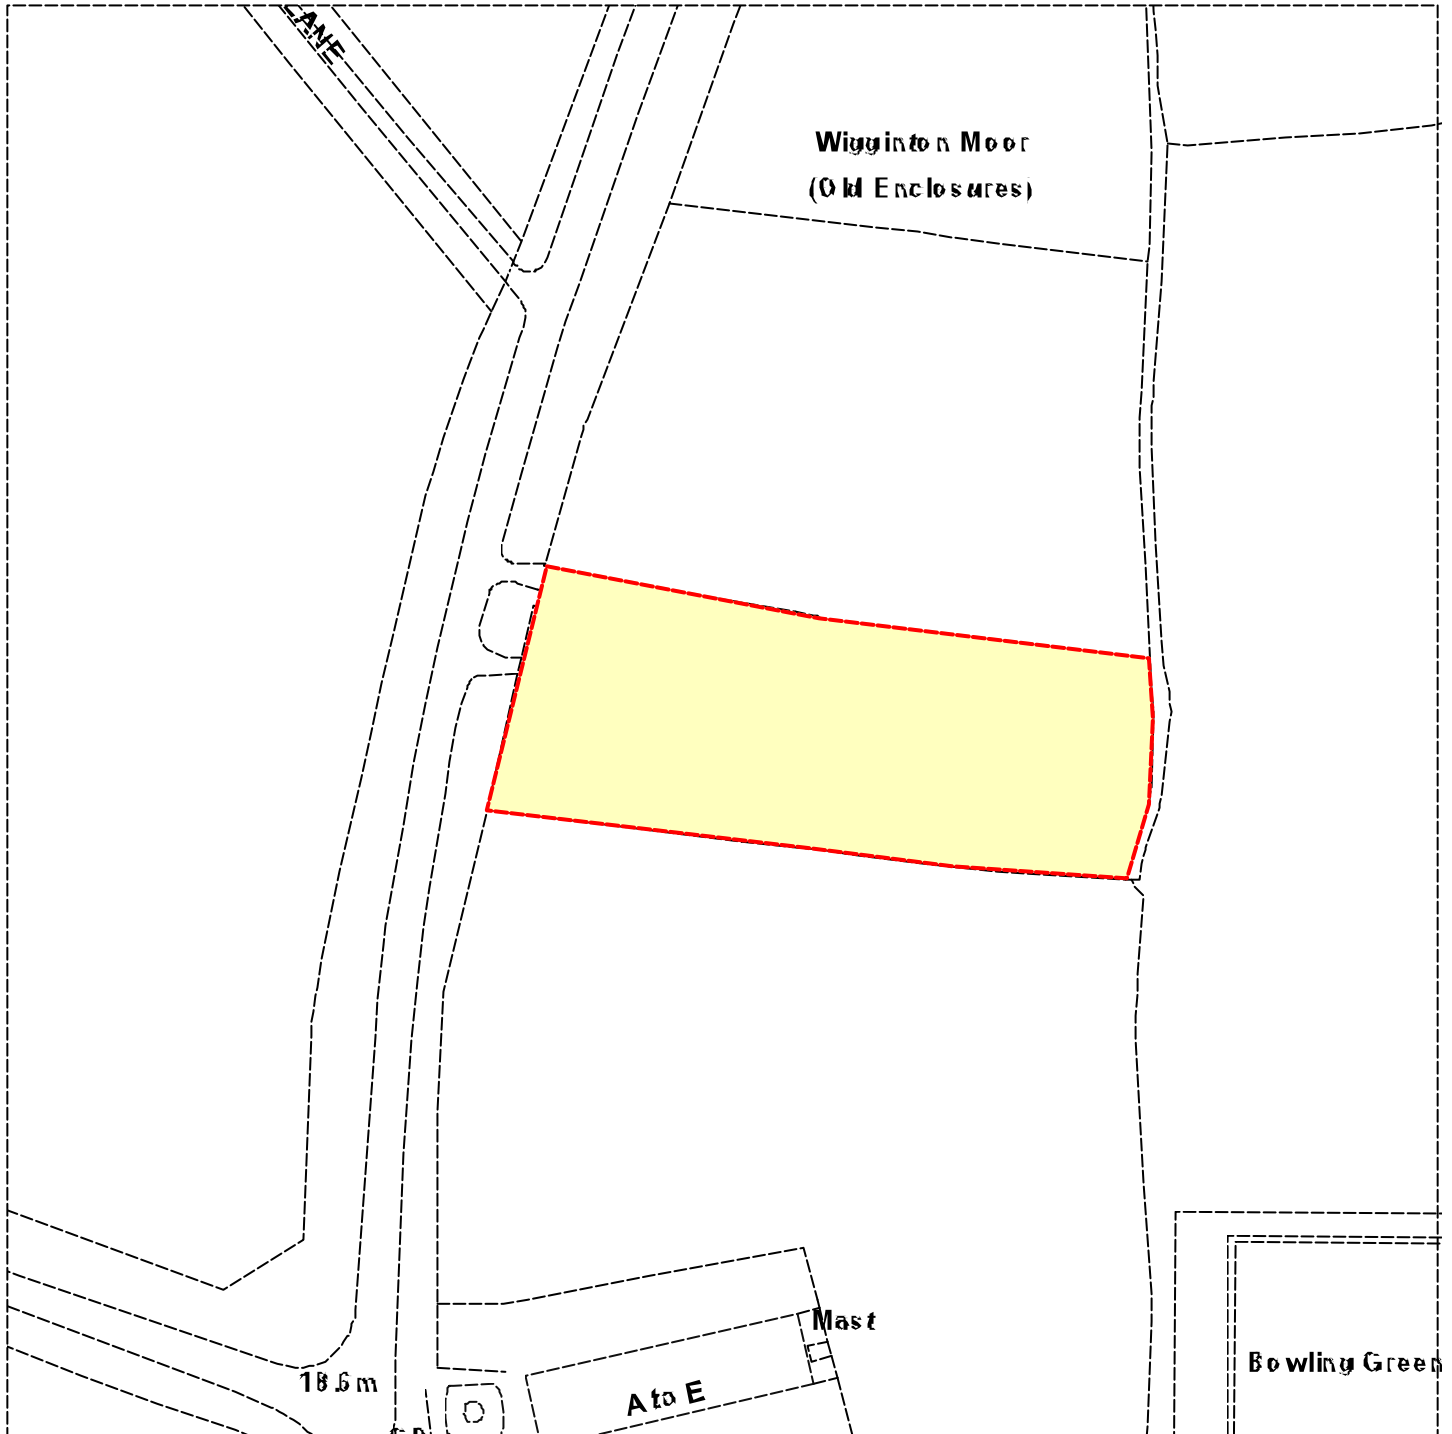 LANE
Wigginton Moor
(Old Enclosures)
Mast
Bowling Green
18.6m
A to E